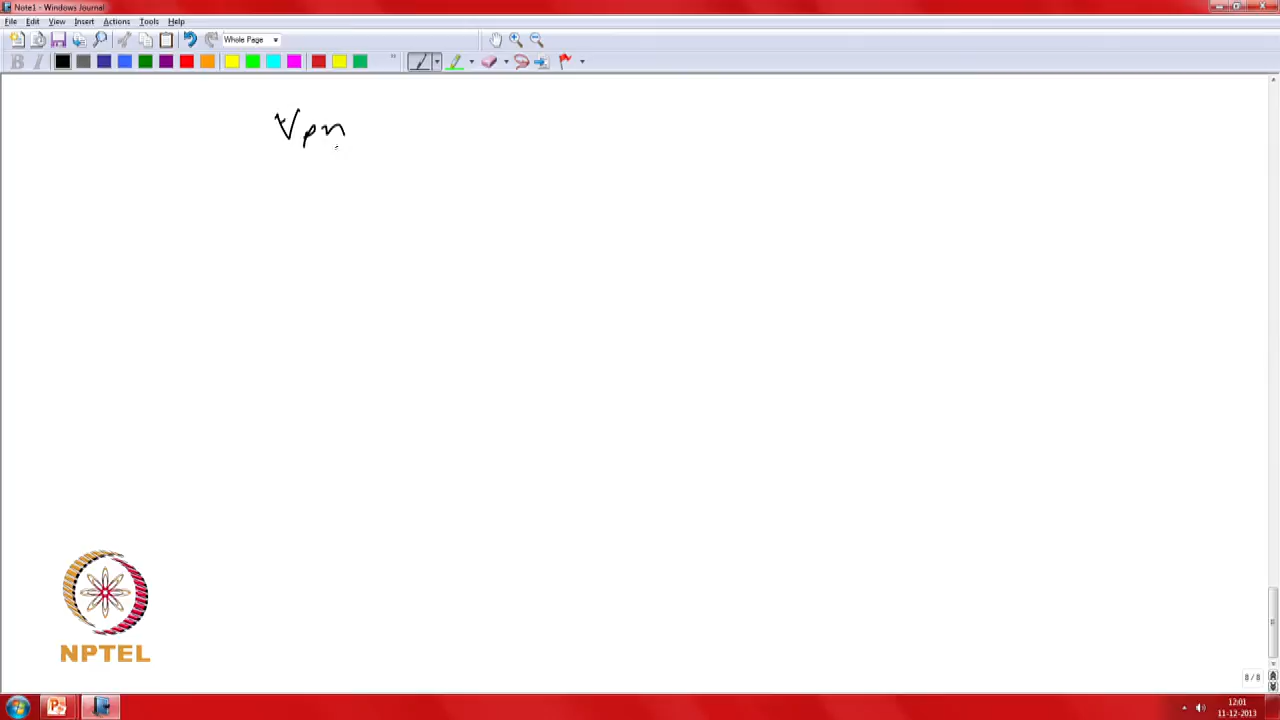 Note1 - Windows Journal
File Edit View Insert Actions Tools Help
Whole Page
B I
Vpn
NPTEL
8 / 8
12:01
11-12-2013